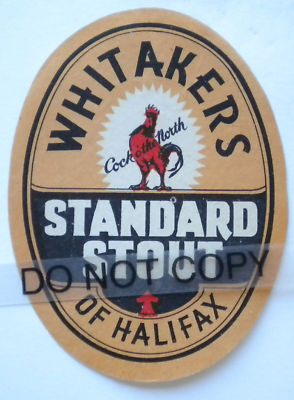 WHITAKERS
Cock o' the North
STANDARD
STOUT
DO NOT COPY
OF HALIFAX